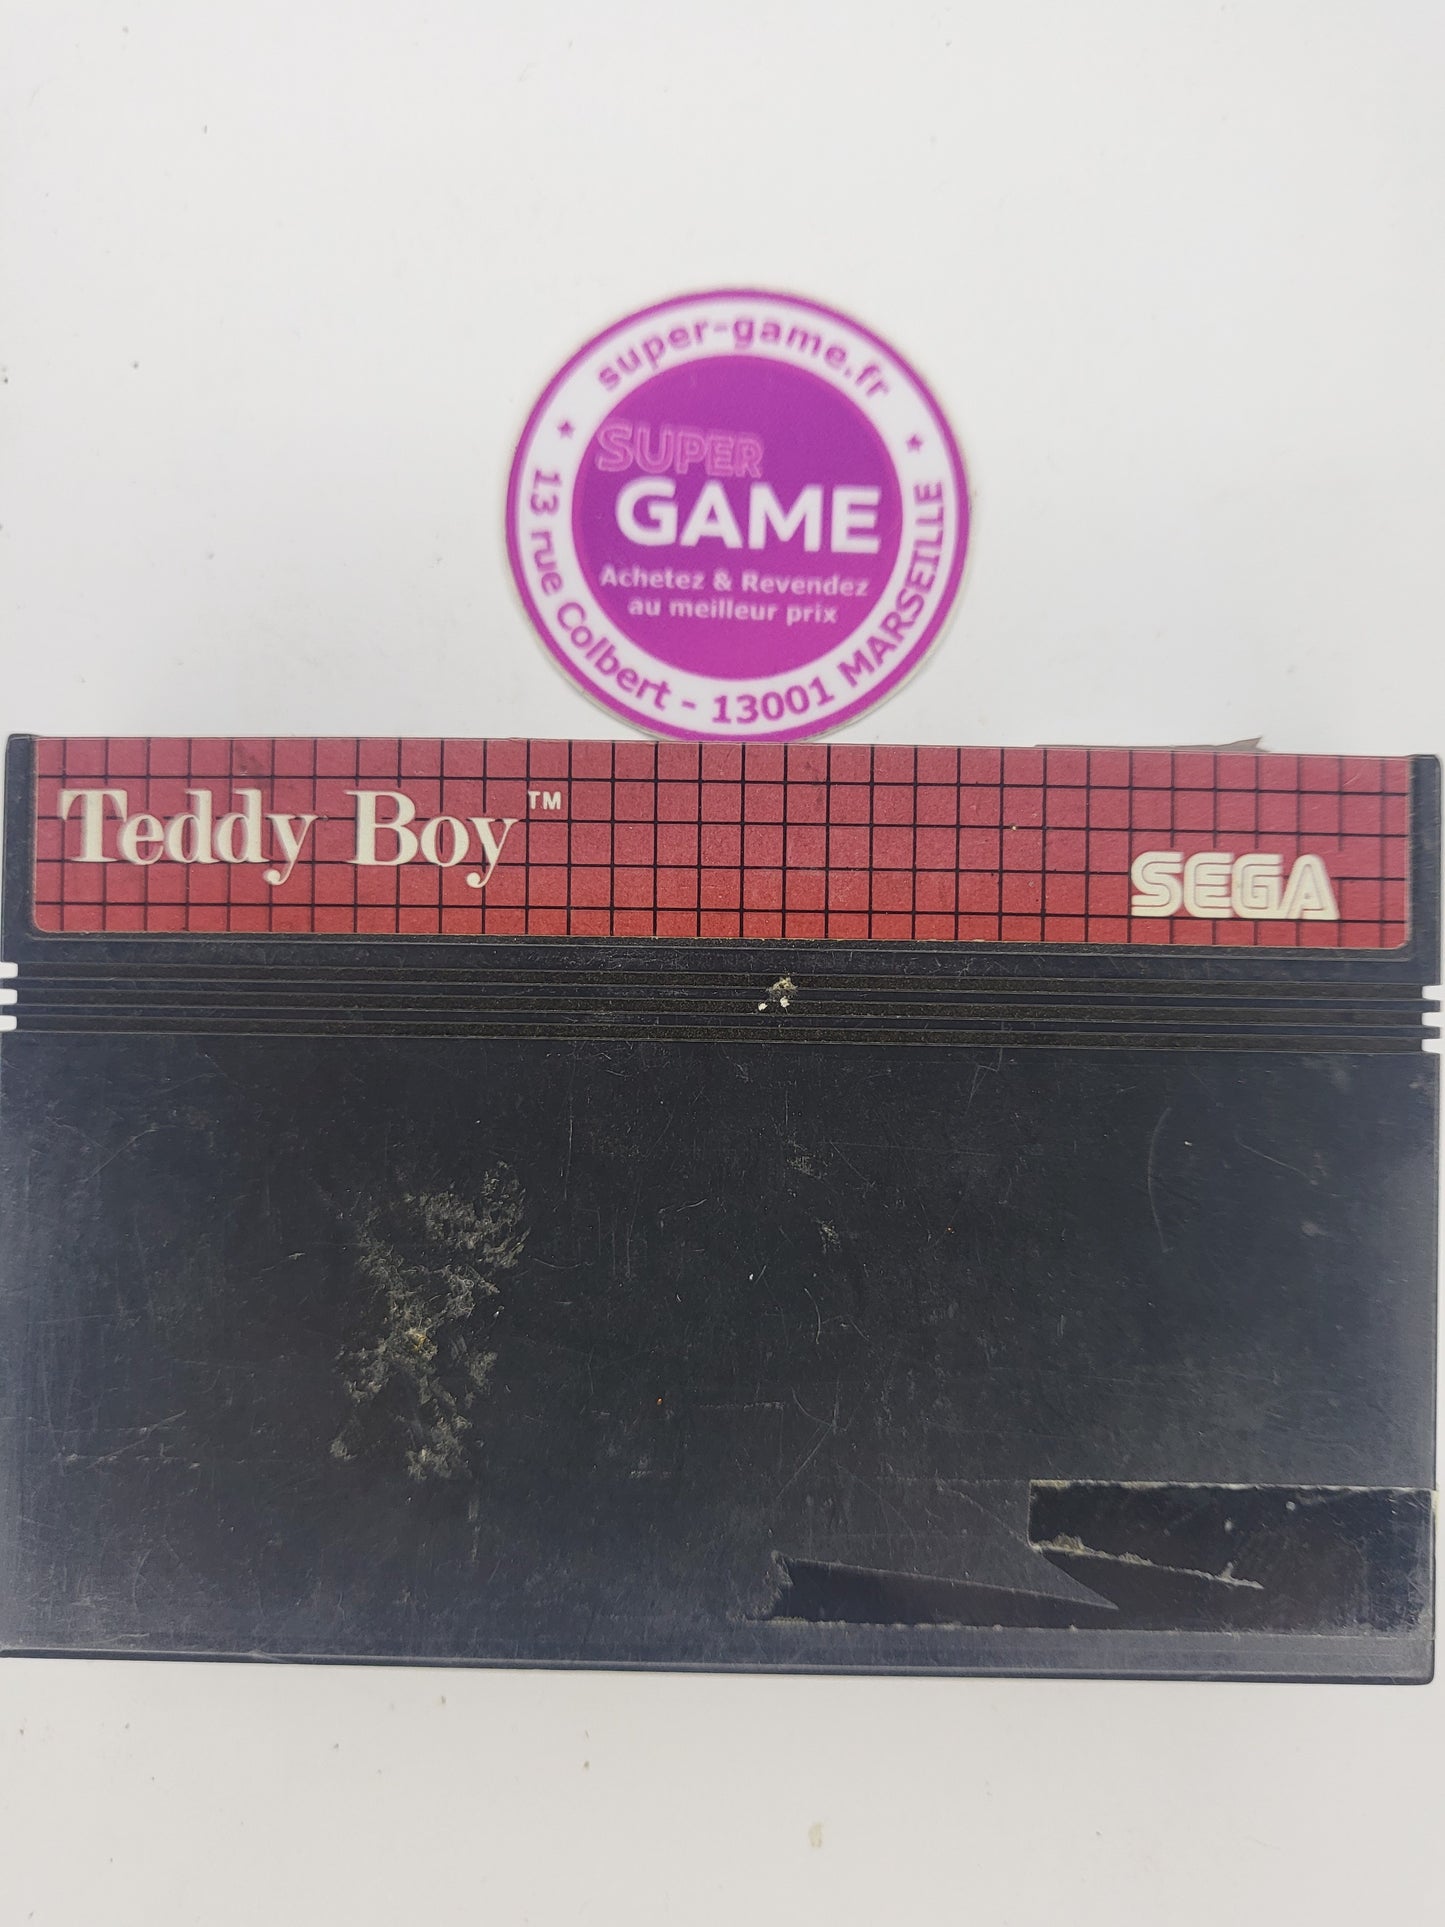 super-game.fr
SUPER
GAME
Achetez & Revendez
au meilleur prix
13 rue Colbert - 13001 MARSEILLE
Teddy Boy™
SEGA